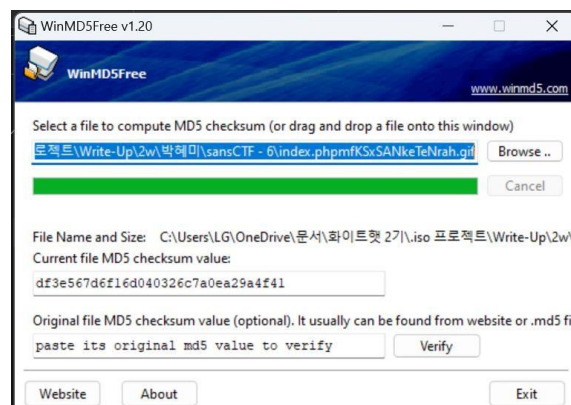 WinMD5Free v1.20
WinMD5Free
www.winmd5.com
Select a file to compute MD5 checksum (or drag and drop a file onto this window)
로젝트\Write-Up\2w\박혜미\sansCTF - 6\index.phpmfKSxSANkeTeNrah.gif
Browse ..
Cancel
File Name and Size: C:\Users\LG\OneDrive\문서\화이트햇 2기\.iso 프로젝트\Write-Up\2w\
Current file MD5 checksum value:
df3e567d6f16d040326c7a0ea29a4f41
Original file MD5 checksum value (optional). It usually can be found from website or .md5 fi
paste its original md5 value to verify
Verify
Website
About
Exit